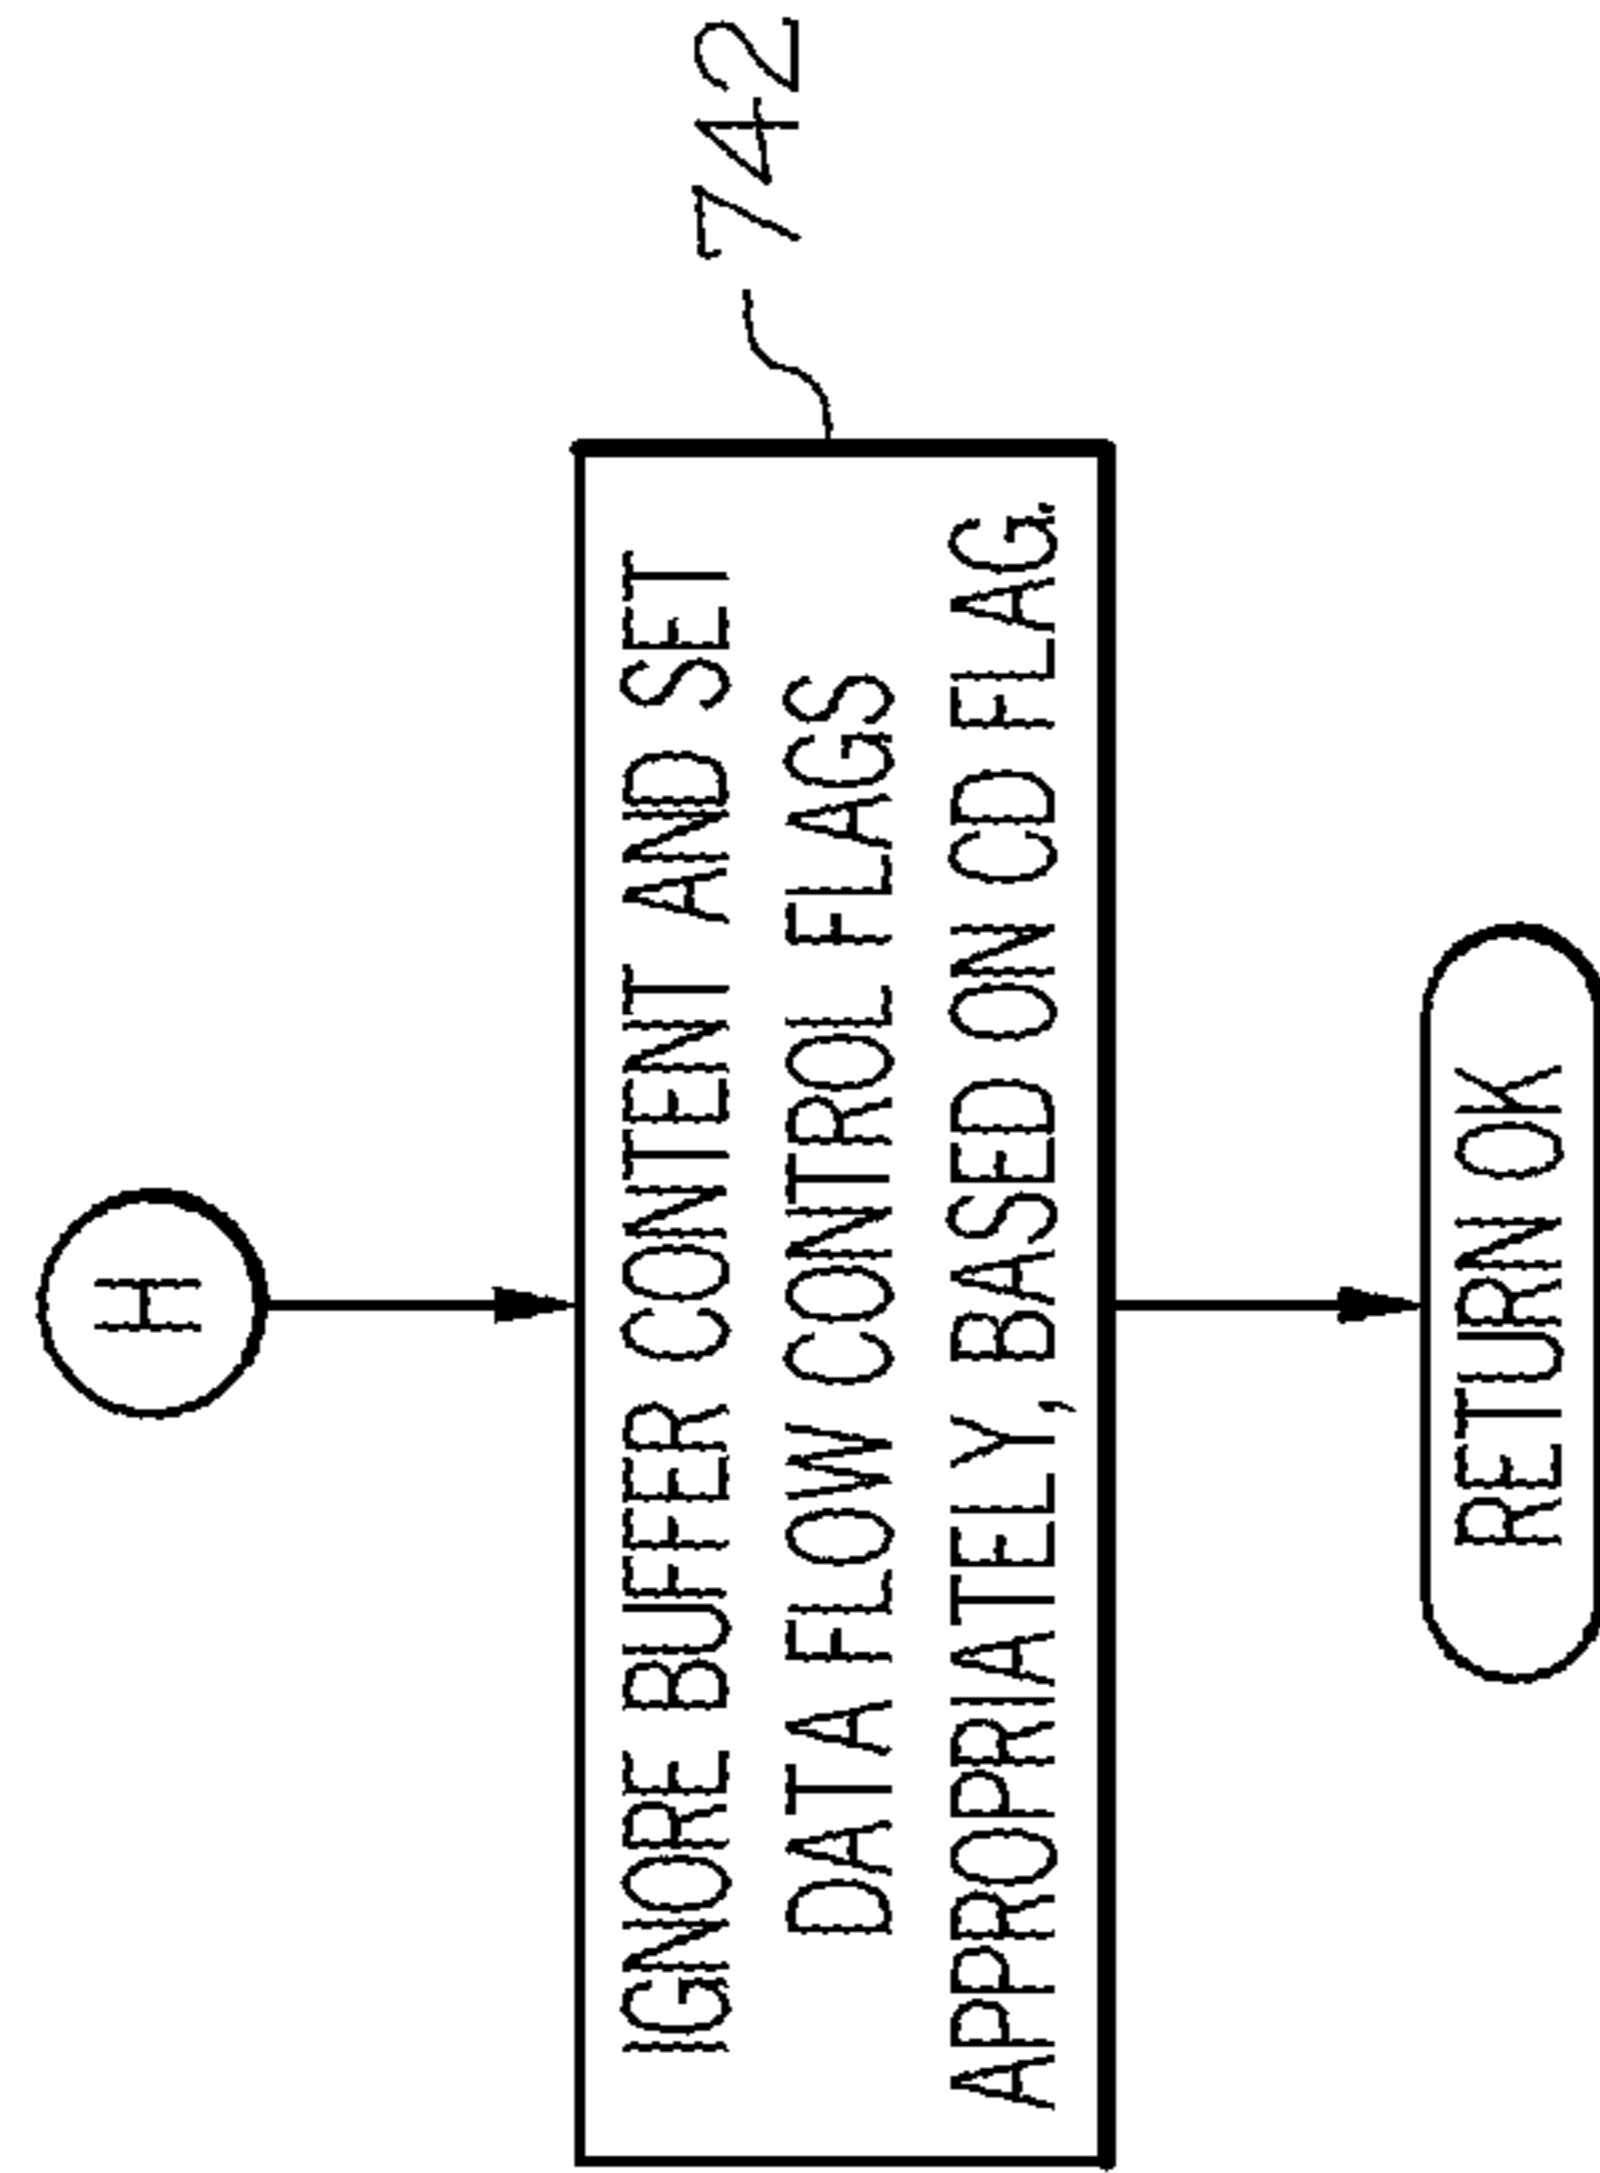 H
742
IGNORE BUFFER CONTENT AND SET
DATA FLOW CONTROL FLAGS
APPROPRIATELY, BASED ON CD FLAG.
RETURN OK